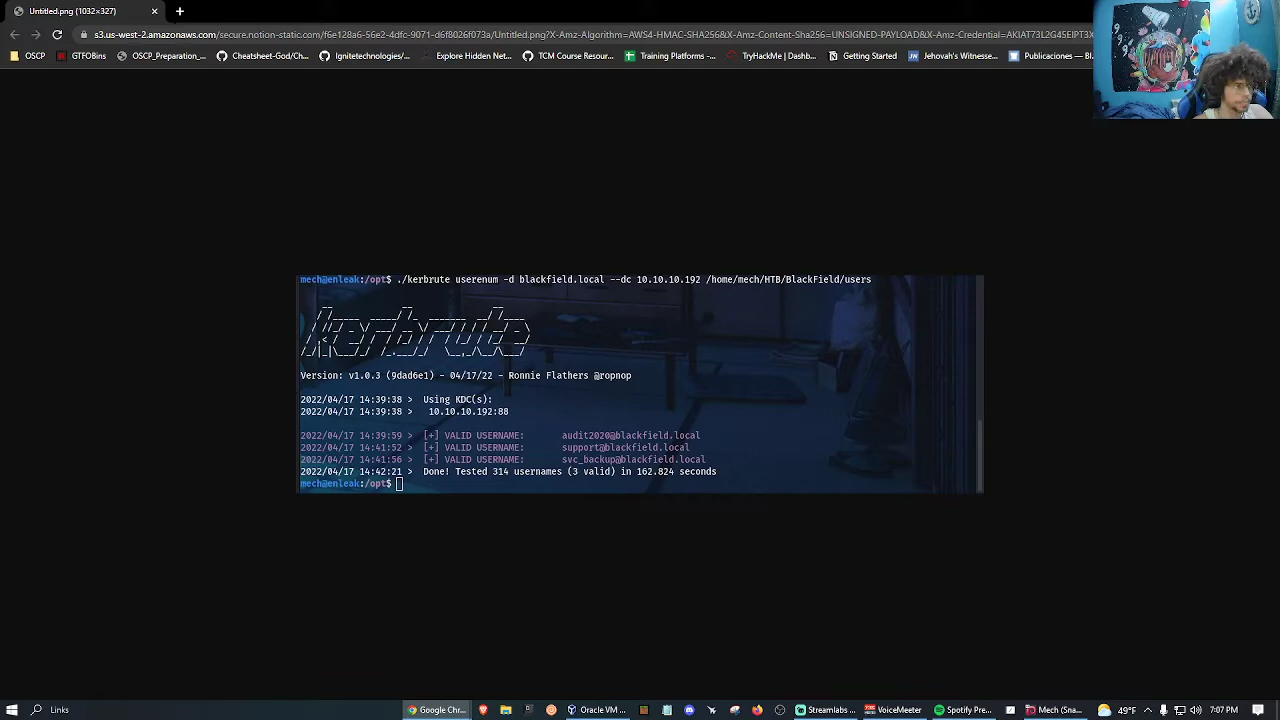 Untitled.png (1032×327)
s3.us-west-2.amazonaws.com/secure.notion-static.com/f6e128a6-56e2-4dfc-9071-d6f8026f073a/Untitled.png?X-Amz-Algorithm=AWS4-HMAC-SHA256&X-Amz-Content-Sha256=UNSIGNED-PAYLOAD&X-Amz-Credential=AKIAT73L2G45EIPT3X
OSCP GTFOBins OSCP_Preparation_... Cheatsheet-God/Ch... Ignitetechnologies/... Explore Hidden Net... TCM Course Resour... Training Platforms -... TryHackMe | Dashb... Getting Started Jehovah's Witnesse... Publicaciones — BI...
mech@enleak:/opt$ ./kerbrute userenum -d blackfield.local --dc 10.10.10.192 /home/mech/HTB/BlackField/users
kerbrute
Version: v1.0.3 (9dad6e1) - 04/17/22 - Ronnie Flathers @ropnop
2022/04/17 14:39:38 > Using KDC(s):
2022/04/17 14:39:38 > 10.10.10.192:88
2022/04/17 14:39:59 > [+] VALID USERNAME: audit2020@blackfield.local
2022/04/17 14:41:52 > [+] VALID USERNAME: support@blackfield.local
2022/04/17 14:41:56 > [+] VALID USERNAME: svc_backup@blackfield.local
2022/04/17 14:42:21 > Done! Tested 314 usernames (3 valid) in 162.824 seconds
mech@enleak:/opt$
Links Google Chr... Oracle VM ... Streamlabs ... VoiceMeeter Spotify Pre... Mech (Sna... 49°F 7:07 PM